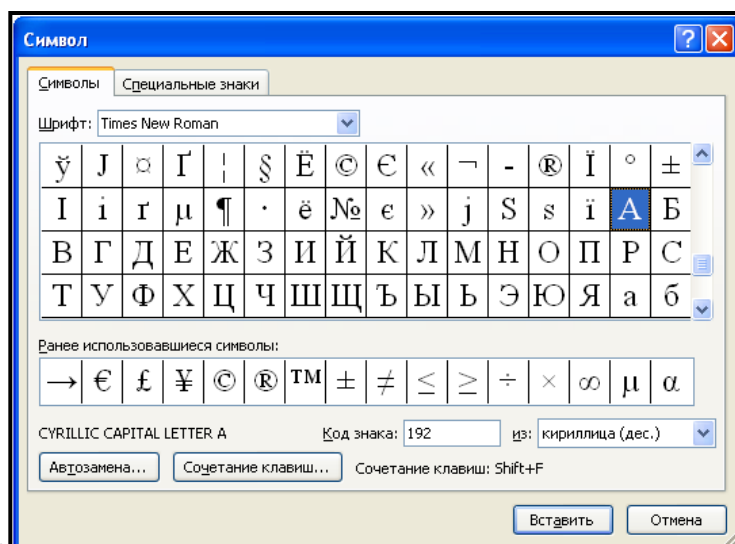 Символ
Символы Специальные знаки
Шрифт: Times New Roman
ў Ј ¤ Ґ ¦ § Ё © Є « ¬ - ® Ї ° ±
І і ґ µ ¶ · ё № є » ј Ѕ ѕ ї А Б
В Г Д Е Ж З И Й К Л М Н О П Р С
Т У Ф Х Ц Ч Ш Щ Ъ Ы Ь Э Ю Я а б
Ранее использовавшиеся символы:
→ € £ ¥ © ® ™ ± ≠ ≤ ≥ ÷ × ∞ µ α
CYRILLIC CAPITAL LETTER A Код знака: 192 из: кириллица (дес.)
Автозамена... Сочетание клавиш... Сочетание клавиш: Shift+F
Вставить Отмена